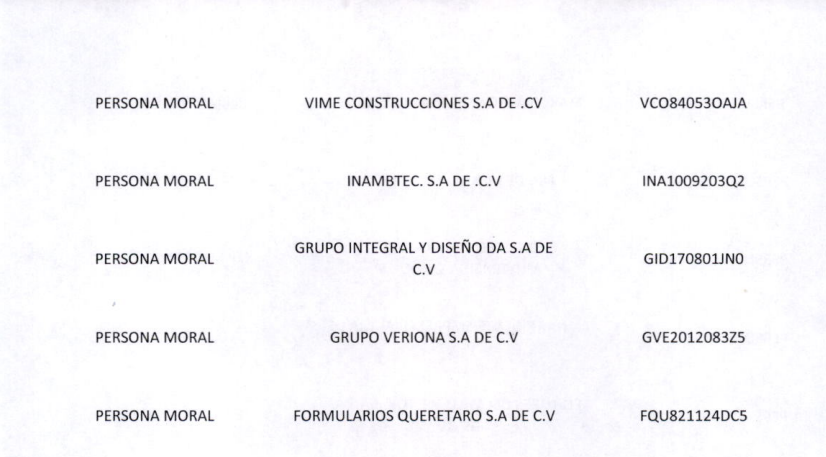 PERSONA MORAL VIME CONSTRUCCIONES S.A DE .CV VCO84053OAJA
PERSONA MORAL INAMBTEC. S.A DE .C.V INA1009203Q2
PERSONA MORAL GRUPO INTEGRAL Y DISEÑO DA S.A DE C.V GID170801JN0
PERSONA MORAL GRUPO VERIONA S.A DE C.V GVE2012083Z5
PERSONA MORAL FORMULARIOS QUERETARO S.A DE C.V FQU821124DC5